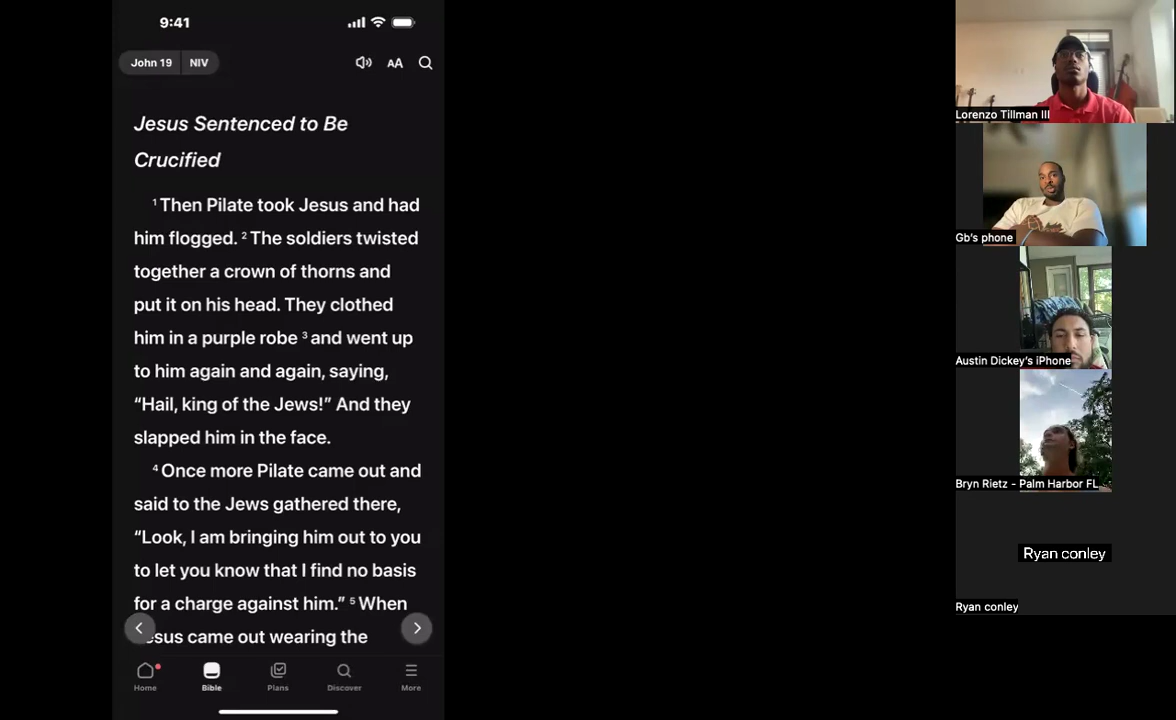 9:41
John 19 NIV
AA
Jesus Sentenced to Be
Crucified
1 Then Pilate took Jesus and had
him flogged. 2 The soldiers twisted
together a crown of thorns and
put it on his head. They clothed
him in a purple robe 3 and went up
to him again and again, saying,
“Hail, king of the Jews!” And they
slapped him in the face.
4 Once more Pilate came out and
said to the Jews gathered there,
“Look, I am bringing him out to you
to let you know that I find no basis
for a charge against him.” 5 When
esus came out wearing the
Home Bible Plans Discover More
Lorenzo Tillman III
Gb's phone
Austin Dickey's iPhone
Bryn Rietz - Palm Harbor FL
Ryan conley
Ryan conley